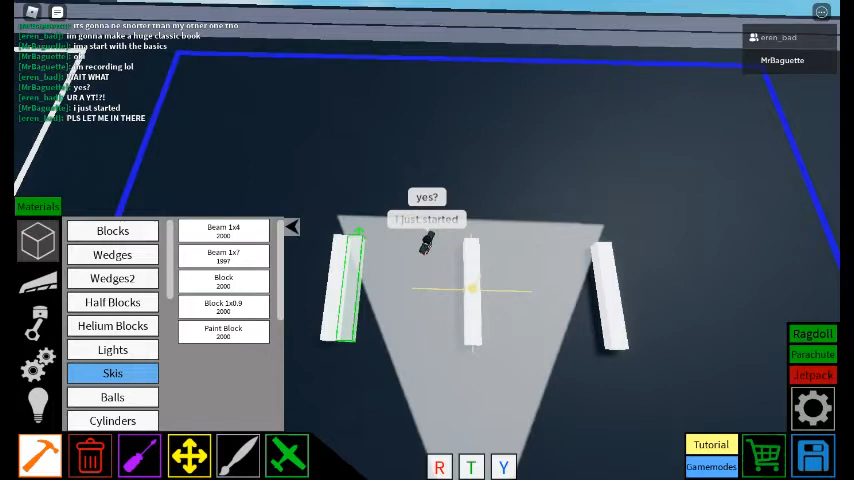 [MrBaguette]: its gonna be shorter than my other one tho
[eren_bad]: im gonna make a huge classic book
[MrBaguette]: ima start with the basics
[MrBaguette]: oki
[MrBaguette]: im recording lol
[eren_bad]: WAIT WHAT
[MrBaguette]: yes?
[eren_bad]: UR A YT!?!
[MrBaguette]: i just started
[eren_bad]: PLS LET ME IN THERE
eren_bad
MrBaguette
yes?
i just started
Materials
Blocks
Wedges
Wedges2
Half Blocks
Helium Blocks
Lights
Skis
Balls
Cylinders
Beam 1x4
2000
Beam 1x7
1997
Block
2000
Block 1x0.9
2000
Paint Block
2000
Ragdoll
Parachute
Jetpack
Tutorial
Gamemodes
R T Y